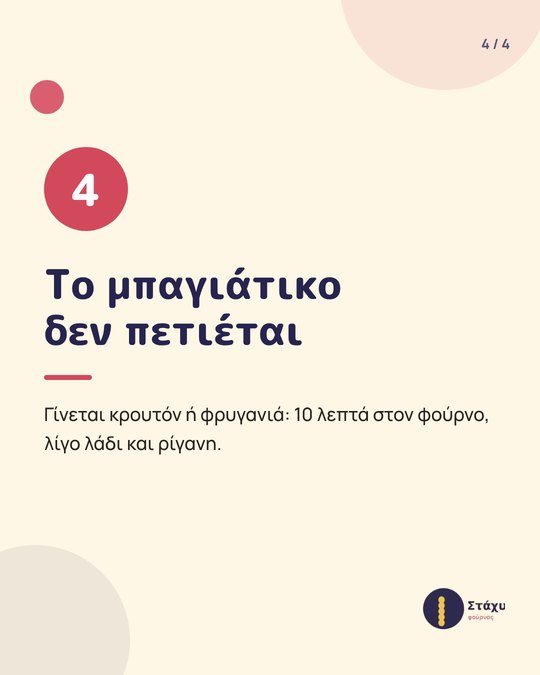 4 / 4
4
Το μπαγιάτικο
δεν πετιέται
Γίνεται κρουτόν ή φρυγανιά: 10 λεπτά στον φούρνο,
λίγο λάδι και ρίγανη.
Στάχυ
φούρνος